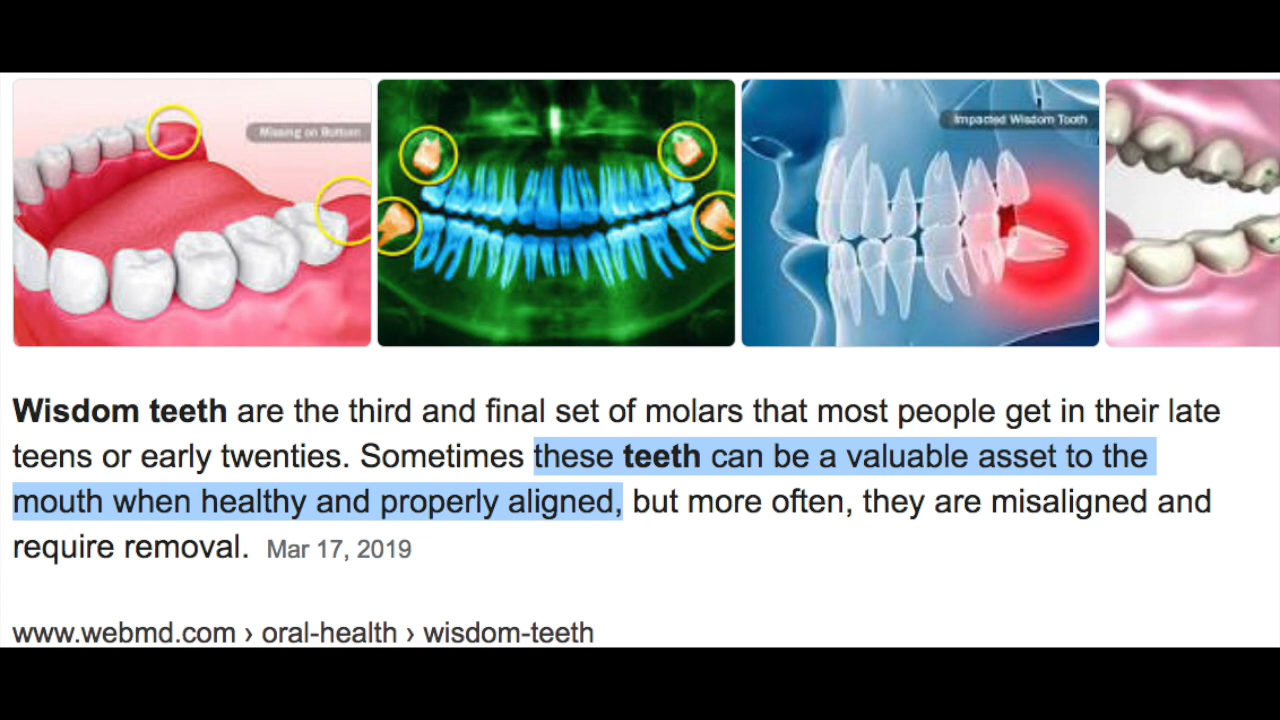 Missing on Bottom
Impacted Wisdom Tooth
Wisdom teeth are the third and final set of molars that most people get in their late
teens or early twenties. Sometimes these teeth can be a valuable asset to the
mouth when healthy and properly aligned, but more often, they are misaligned and
require removal. Mar 17, 2019
www.webmd.com › oral-health › wisdom-teeth